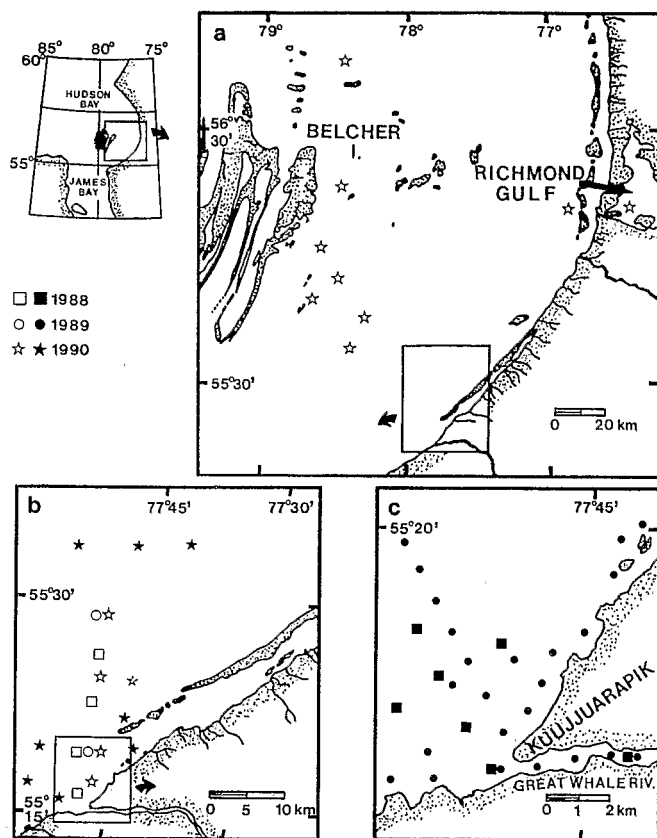 85° 80° 75°
60°
HUDSON
BAY
55°
JAMES
BAY
□ ■ 1988
○ ● 1989
☆ ★ 1990
a
79° 78° 77°
56°
30'
BELCHER
I.
RICHMOND
GULF
55°30'
0 20 km
b
77°45' 77°30'
55°30'
55°
15'
0 5 10 km
c
77°45'
55°20'
KUUJJUARAPIK
GREAT WHALE RIV.
0 1 2 km